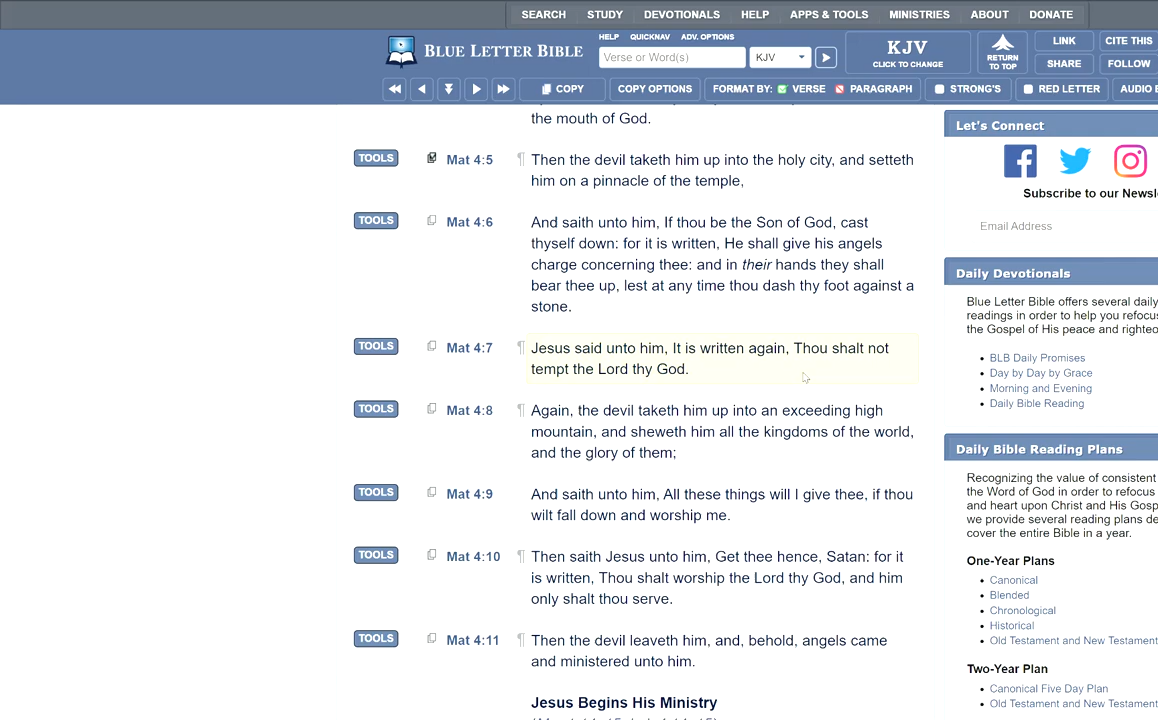 SEARCH STUDY DEVOTIONALS HELP APPS & TOOLS MINISTRIES ABOUT DONATE
BLUE LETTER BIBLE
HELP QUICKNAV ADV. OPTIONS
Verse or Word(s) KJV
KJV
CLICK TO CHANGE
RETURN
TO TOP
LINK CITE THIS
SHARE FOLLOW
COPY COPY OPTIONS FORMAT BY: VERSE PARAGRAPH STRONG'S RED LETTER AUDIO
the mouth of God.
TOOLS Mat 4:5 ¶ Then the devil taketh him up into the holy city, and setteth
him on a pinnacle of the temple,
TOOLS Mat 4:6 And saith unto him, If thou be the Son of God, cast
thyself down: for it is written, He shall give his angels
charge concerning thee: and in their hands they shall
bear thee up, lest at any time thou dash thy foot against a
stone.
TOOLS Mat 4:7 ¶ Jesus said unto him, It is written again, Thou shalt not
tempt the Lord thy God.
TOOLS Mat 4:8 ¶ Again, the devil taketh him up into an exceeding high
mountain, and sheweth him all the kingdoms of the world,
and the glory of them;
TOOLS Mat 4:9 And saith unto him, All these things will I give thee, if thou
wilt fall down and worship me.
TOOLS Mat 4:10 ¶ Then saith Jesus unto him, Get thee hence, Satan: for it
is written, Thou shalt worship the Lord thy God, and him
only shalt thou serve.
TOOLS Mat 4:11 ¶ Then the devil leaveth him, and, behold, angels came
and ministered unto him.
Jesus Begins His Ministry
Let's Connect
Subscribe to our Newsl
Email Address
Daily Devotionals
Blue Letter Bible offers several daily
readings in order to help you refocus
the Gospel of His peace and righteo
BLB Daily Promises
Day by Day by Grace
Morning and Evening
Daily Bible Reading
Daily Bible Reading Plans
Recognizing the value of consistent
the Word of God in order to refocus
and heart upon Christ and His Gosp
we provide several reading plans de
cover the entire Bible in a year.
One-Year Plans
Canonical
Blended
Chronological
Historical
Old Testament and New Testament
Two-Year Plan
Canonical Five Day Plan
Old Testament and New Testament